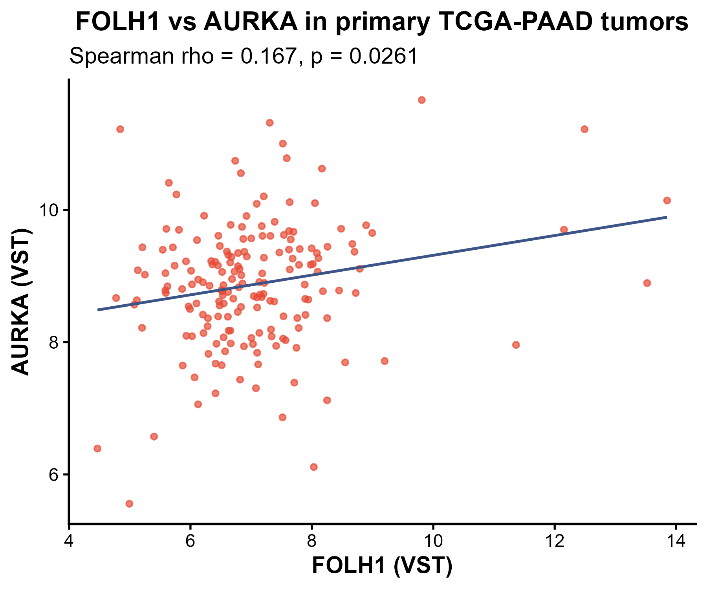 FOLH1 vs AURKA in primary TCGA-PAAD tumors
Spearman rho = 0.167, p = 0.0261
AURKA (VST)
10
8
6
4 6 8 10 12 14
FOLH1 (VST)